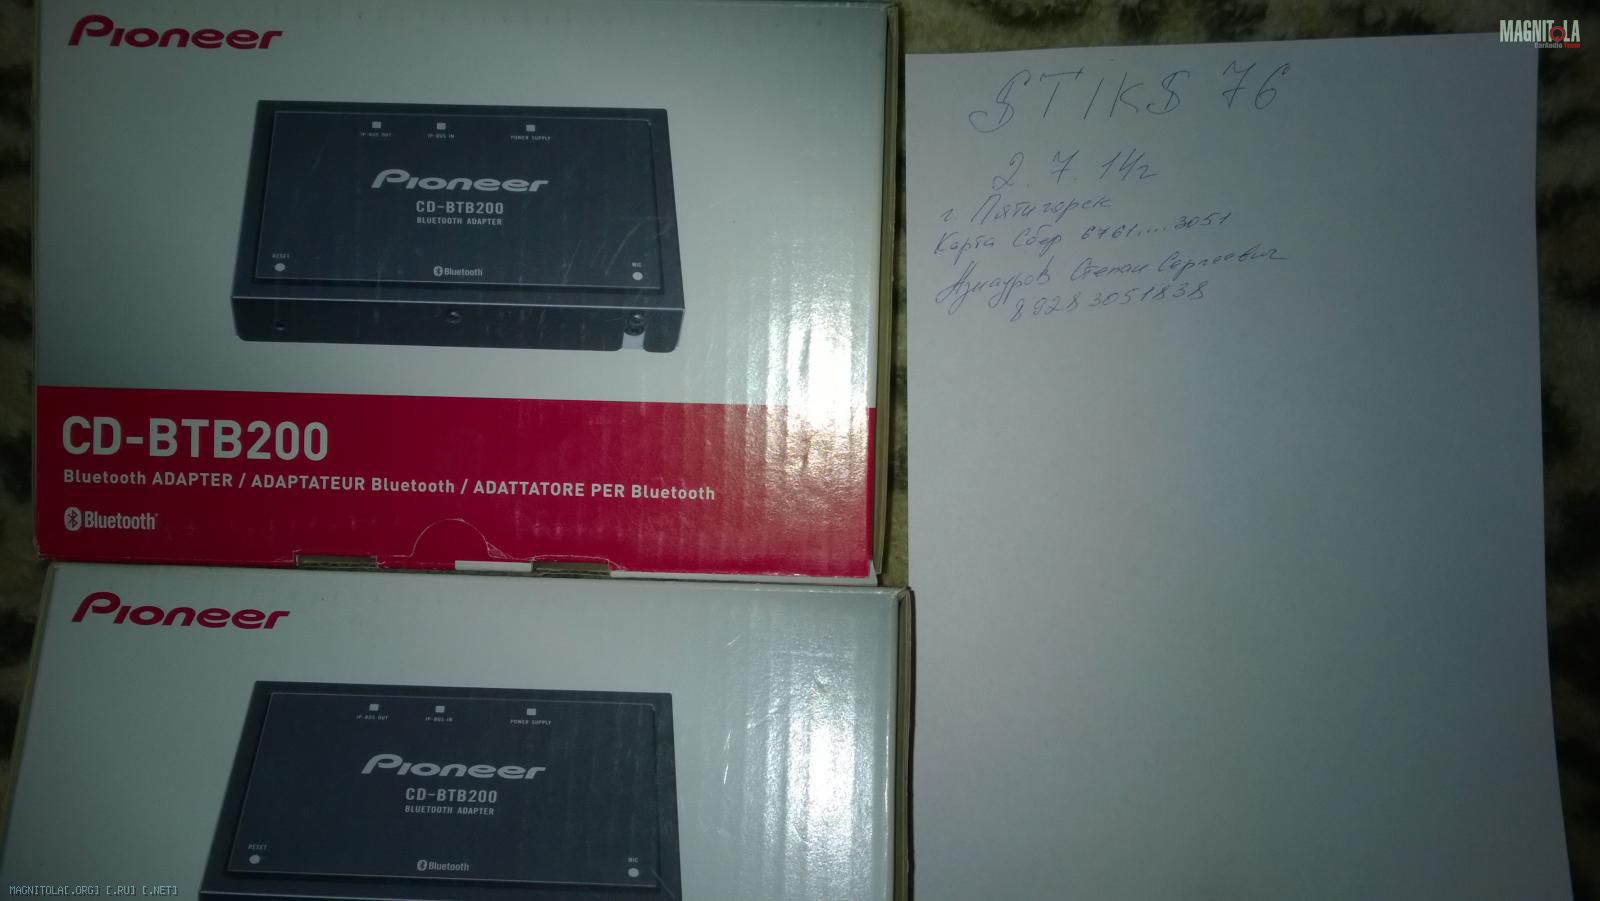 Pioneer
IP-BUS OUT
IP-BUS IN
POWER SUPPLY
Pioneer
CD-BTB200
BLUETOOTH ADAPTER
RESET
Bluetooth
MIC
CD-BTB200
Bluetooth ADAPTER / ADAPTATEUR Bluetooth / ADATTATORE PER Bluetooth
Bluetooth
Pioneer
IP-BUS OUT
IP-BUS IN
POWER SUPPLY
Pioneer
CD-BTB200
BLUETOOTH ADAPTER
RESET
Bluetooth
MIC
MAGNITOLA[.ORG] [.RU] [.NET]
MAGNITOLA
CarAudio Team
STIKS 76
2.7.14г
г. Пятигорск
Карта Сбер 6761....3051
Азнауров Степан Сергеевич
89283051838